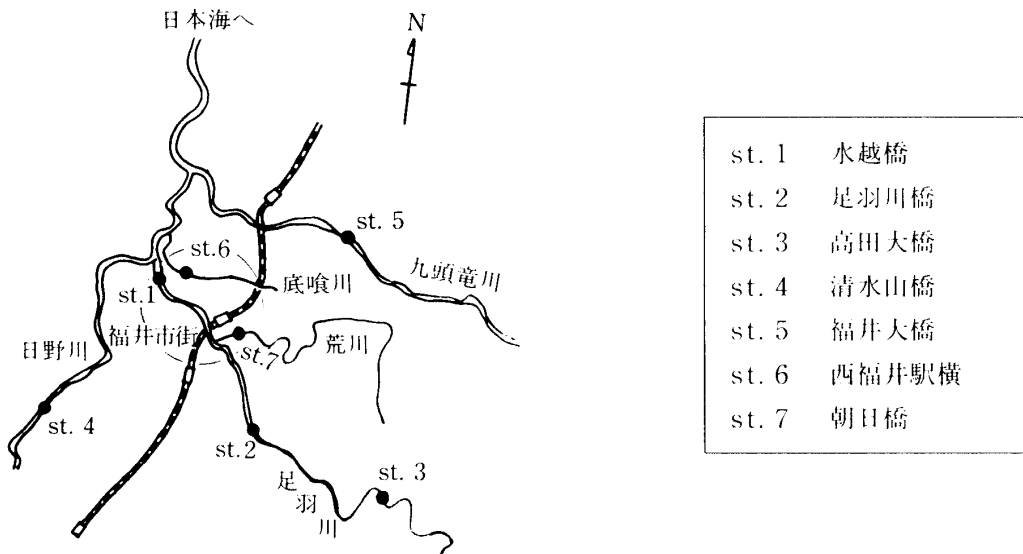 日本海へ
N
st. 5
st. 6
九頭竜川
底喰川
st. 1
福井市街
荒川
日野川
st. 7
st. 4
st. 2
st. 3
足羽川
st. 1 水越橋
st. 2 足羽川橋
st. 3 高田大橋
st. 4 清水山橋
st. 5 福井大橋
st. 6 西福井駅横
st. 7 朝日橋